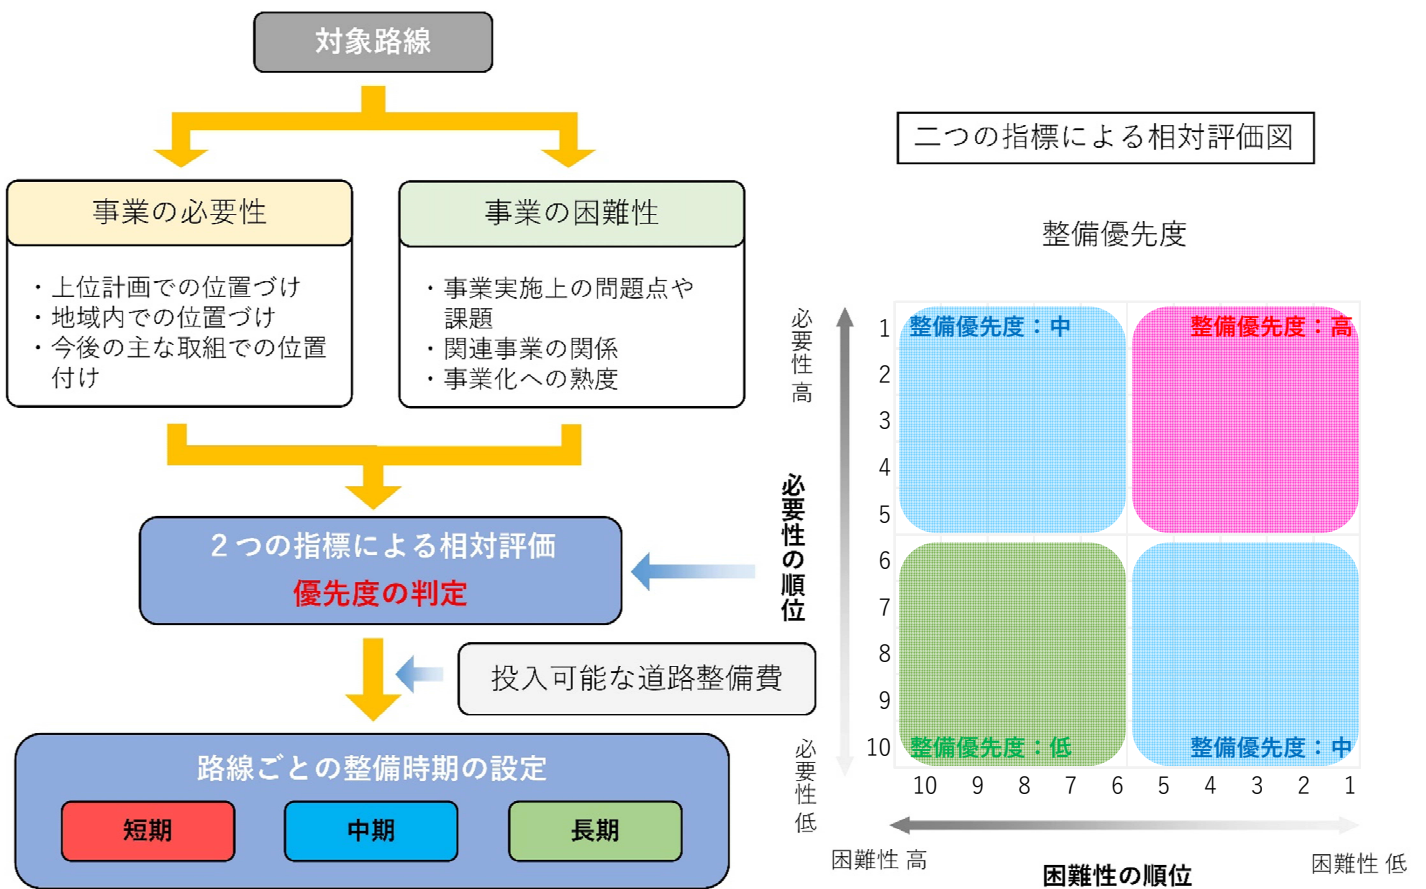 対象路線
事業の必要性
・上位計画での位置づけ
・地域内での位置づけ
・今後の主な取組での位置
付け
事業の困難性
・事業実施上の問題点や
課題
・関連事業の関係
・事業化への熟度
２つの指標による相対評価
優先度の判定
投入可能な道路整備費
路線ごとの整備時期の設定
短期
中期
長期
二つの指標による相対評価図
整備優先度
必要性 高
必要性の順位
必要性 低
1
2
3
4
5
6
7
8
9
10
整備優先度：中
整備優先度：高
整備優先度：低
整備優先度：中
10 9 8 7 6 5 4 3 2 1
困難性 高
困難性の順位
困難性 低